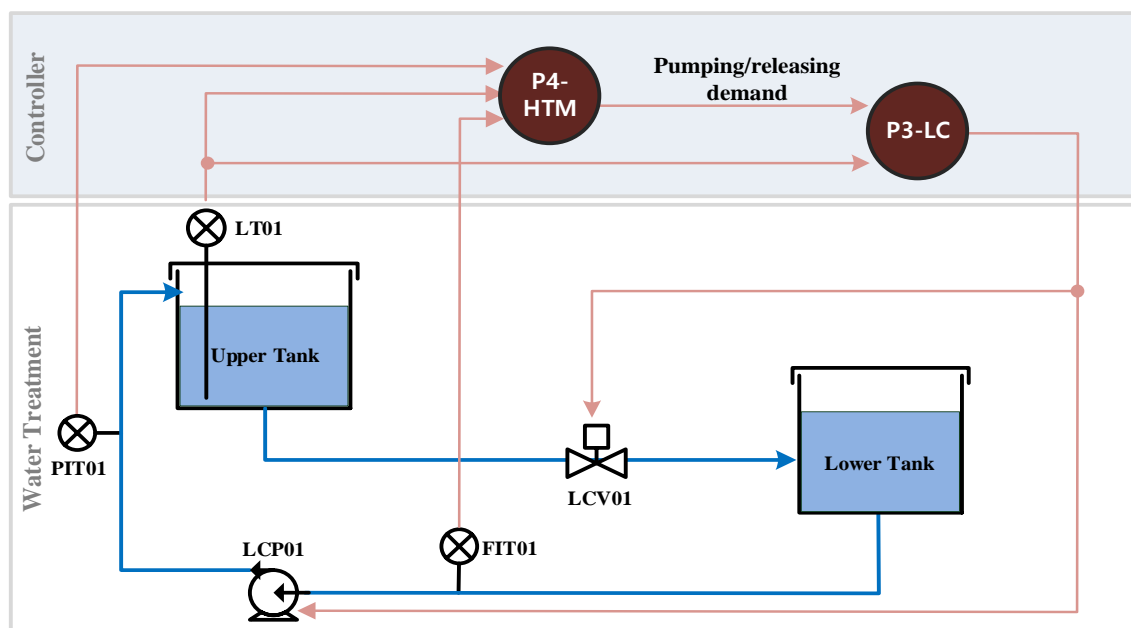 Controller
P4-
HTM
Pumping/releasing
demand
P3-LC
Water Treatment
LT01
Upper Tank
PIT01
LCV01
Lower Tank
LCP01
FIT01